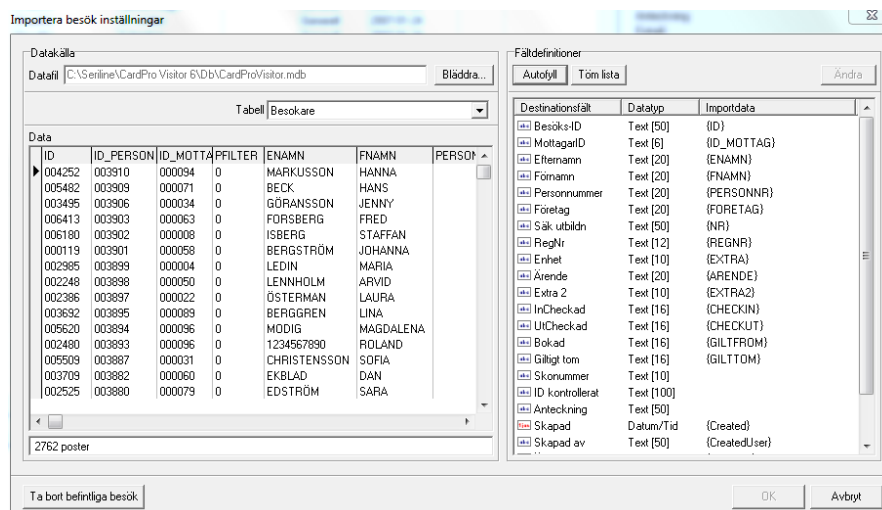 Importera besök inställningar
Datakälla
Datafil C:\Seriline\CardPro Visitor 6\Db\CardProVisitor.mdb Bläddra...
Tabell Besokare
Data
ID ID_PERSON ID_MOTTA PFILTER ENAMN FNAMN PERSON
004252 003910 000094 0 MARKUSSON HANNA
005482 003909 000071 0 BECK HANS
003495 003906 000034 0 GÖRANSSON JENNY
006413 003903 000063 0 FORSBERG FRED
006180 003902 000008 0 ISBERG STAFFAN
000119 003901 000058 0 BERGSTRÖM JOHANNA
002985 003899 000004 0 LEDIN MARIA
002248 003898 000050 0 LENNHOLM ARVID
002386 003897 000022 0 ÖSTERMAN LAURA
003692 003895 000089 0 BERGGREN LINA
005620 003894 000096 0 MODIG MAGDALENA
002480 003893 000096 0 1234567890 ROLAND
005509 003887 000031 0 CHRISTENSSON SOFIA
003709 003882 000060 0 EKBLAD DAN
002525 003880 000079 0 EDSTRÖM SARA
2762 poster
Fältdefinitioner
Autofyll Töm lista Ändra
Destinationsfält Datatyp Importdata
Besöks-ID Text [50] {ID}
MottagarID Text [6] {ID_MOTTAG}
Efternamn Text [20] {ENAMN}
Förnamn Text [20] {FNAMN}
Personnummer Text [20] {PERSONNR}
Företag Text [20] {FORETAG}
Säk utbildn Text [50] {NR}
RegNr Text [12] {REGNR}
Enhet Text [10] {EXTRA}
Ärende Text [20] {ARENDE}
Extra 2 Text [10] {EXTRA2}
InCheckad Text [16] {CHECKIN}
UtCheckad Text [16] {CHECKUT}
Bokad Text [16] {GILTFROM}
Giltigt tom Text [16] {GILTTOM}
Skonummer Text [10]
ID kontrollerat Text [100]
Anteckning Text [50]
Skapad Datum/Tid {Created}
Skapad av Text [50] {CreatedUser}
Ta bort befintliga besök OK Avbryt